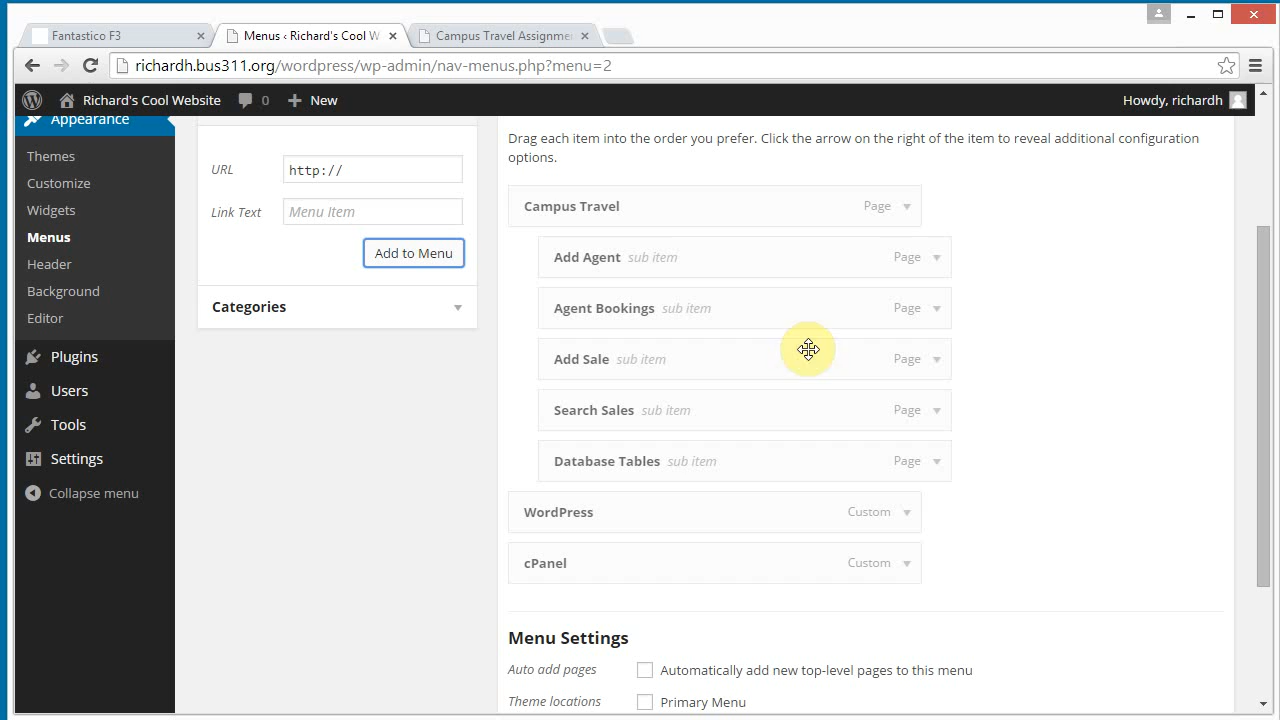 Fantastico F3
Menus ‹ Richard's Cool W
Campus Travel Assignmen
richardh.bus311.org/wordpress/wp-admin/nav-menus.php?menu=2
Richard's Cool Website
0
New
Howdy, richardh
Appearance
Themes
Customize
Widgets
Menus
Header
Background
Editor
Plugins
Users
Tools
Settings
Collapse menu
URL
http://
Link Text
Menu Item
Add to Menu
Categories
Drag each item into the order you prefer. Click the arrow on the right of the item to reveal additional configuration
options.
Campus Travel Page
Add Agent sub item Page
Agent Bookings sub item Page
Add Sale sub item Page
Search Sales sub item Page
Database Tables sub item Page
WordPress Custom
cPanel Custom
Menu Settings
Auto add pages Automatically add new top-level pages to this menu
Theme locations Primary Menu